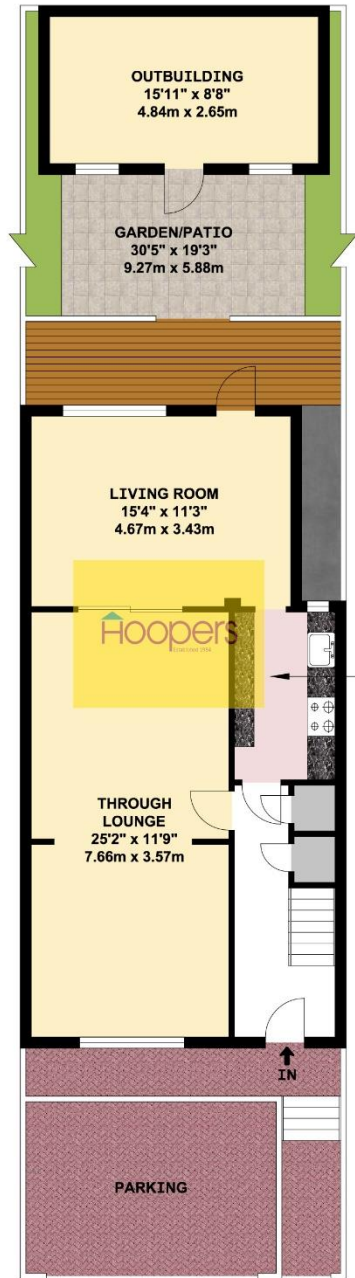 OUTBUILDING
15'11" x 8'8"
4.84m x 2.65m
GARDEN/PATIO
30'5" x 19'3"
9.27m x 5.88m
LIVING ROOM
15'4" x 11'3"
4.67m x 3.43m
Hoopers
THROUGH
LOUNGE
25'2" x 11'9"
7.66m x 3.57m
IN
PARKING